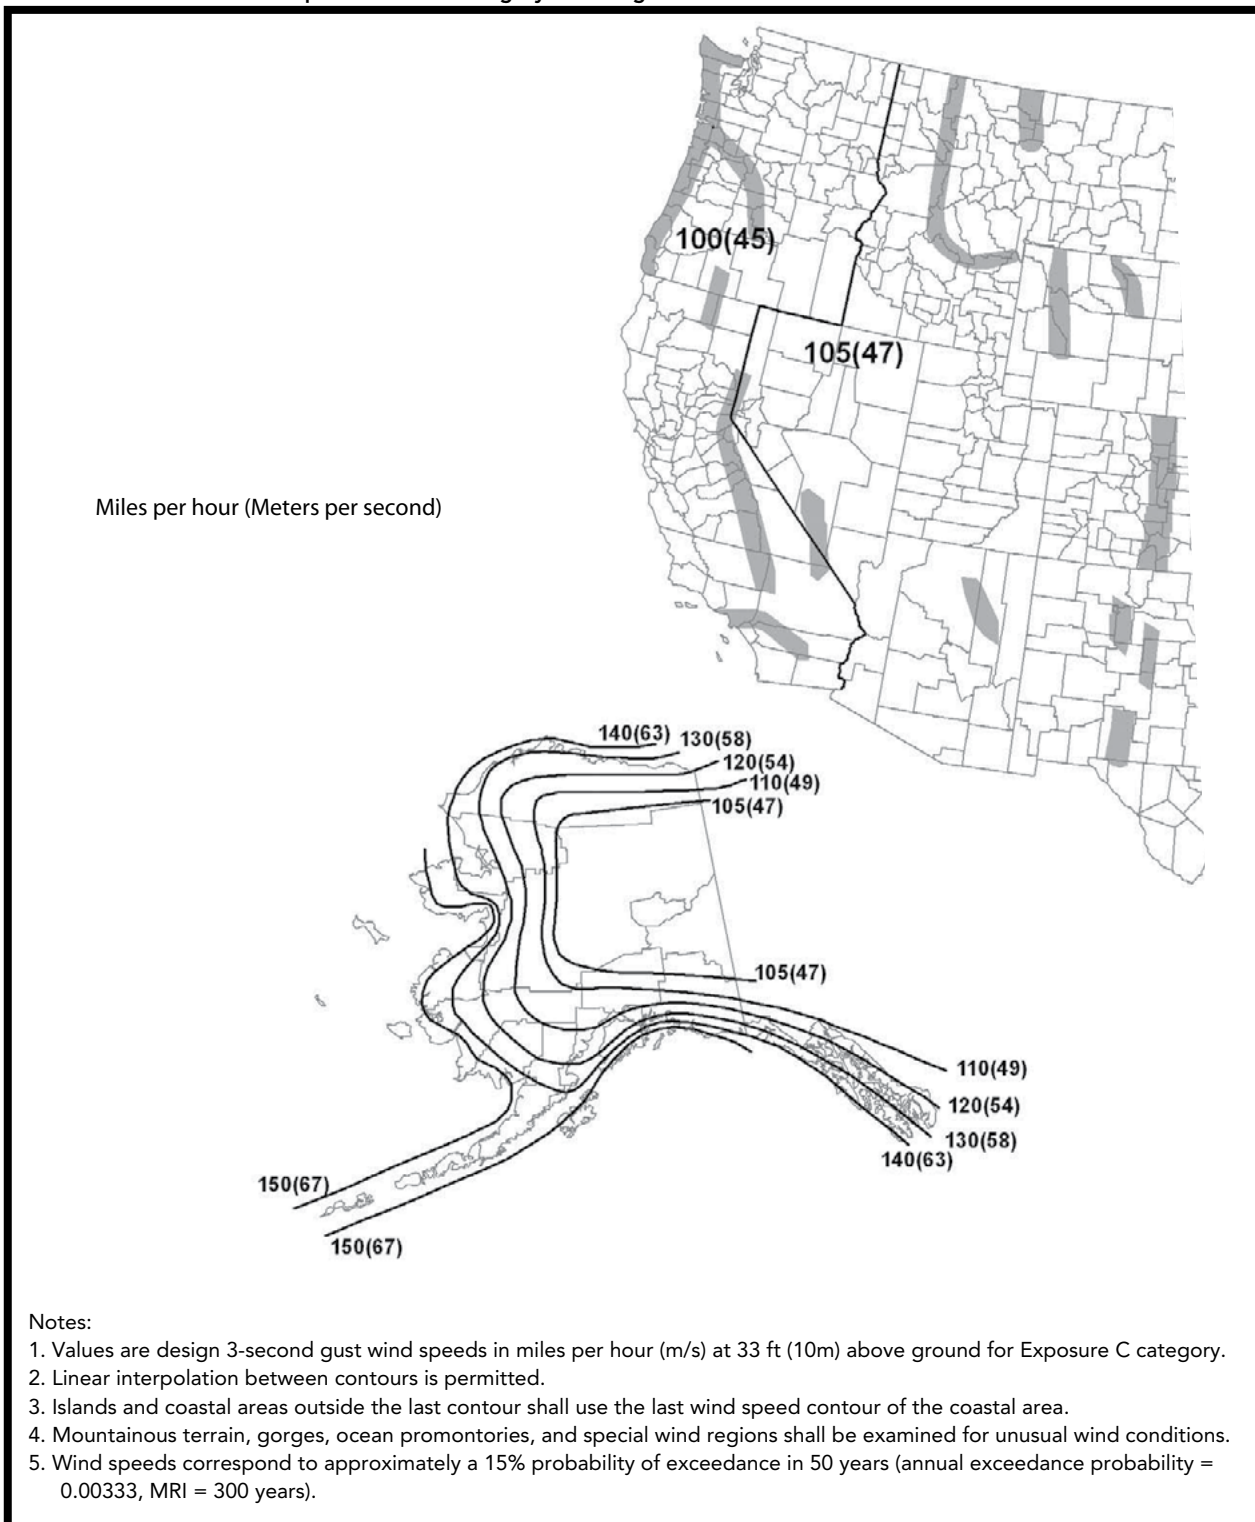 100(45)
105(47)
Miles per hour (Meters per second)
140(63)
130(58)
120(54)
110(49)
105(47)
105(47)
110(49)
120(54)
130(58)
140(63)
150(67)
150(67)
Notes:
1. Values are design 3-second gust wind speeds in miles per hour (m/s) at 33 ft (10m) above ground for Exposure C category.
2. Linear interpolation between contours is permitted.
3. Islands and coastal areas outside the last contour shall use the last wind speed contour of the coastal area.
4. Mountainous terrain, gorges, ocean promontories, and special wind regions shall be examined for unusual wind conditions.
5. Wind speeds correspond to approximately a 15% probability of exceedance in 50 years (annual exceedance probability =
0.00333, MRI = 300 years).